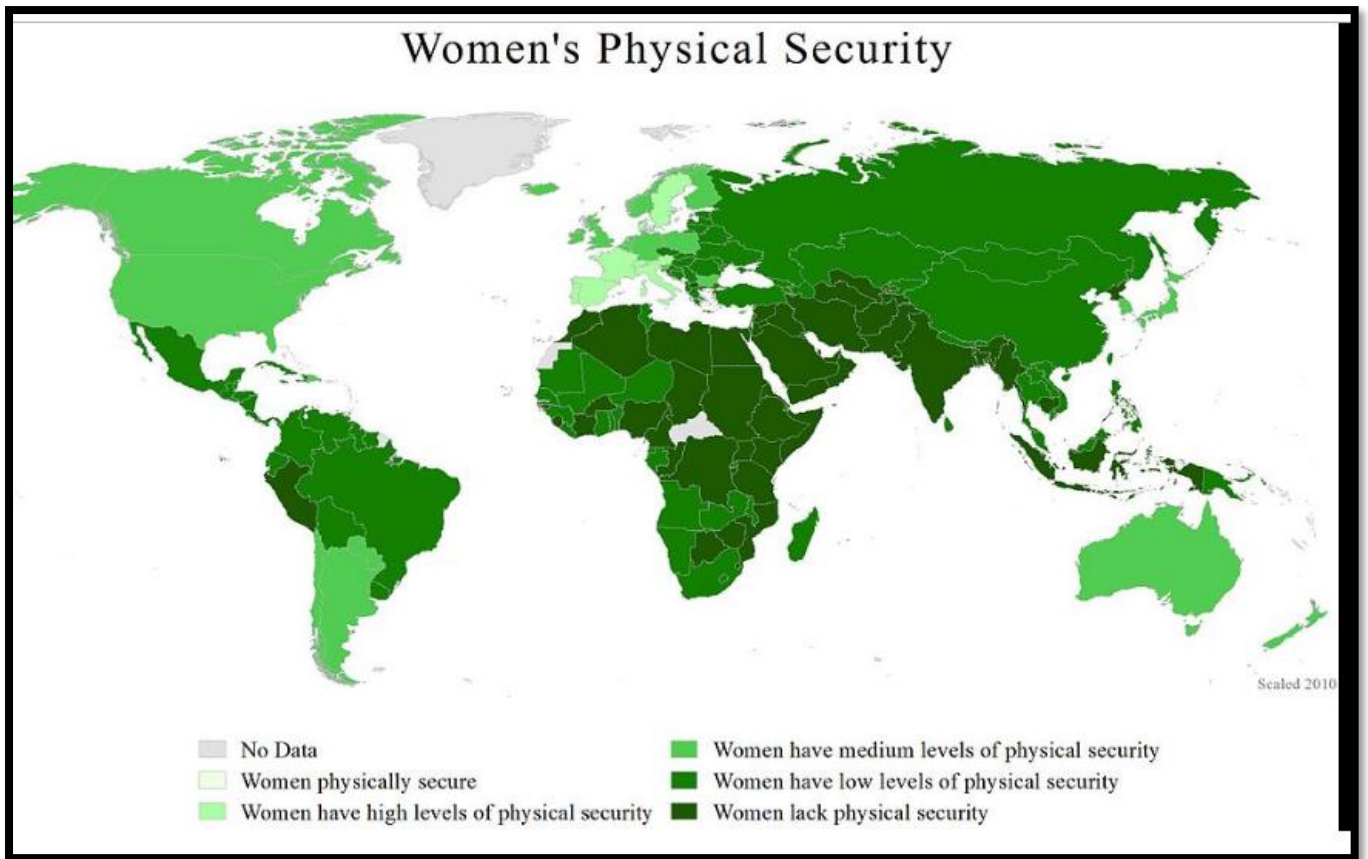 Women's Physical Security
Scaled 2010
No Data
Women physically secure
Women have high levels of physical security
Women have medium levels of physical security
Women have low levels of physical security
Women lack physical security